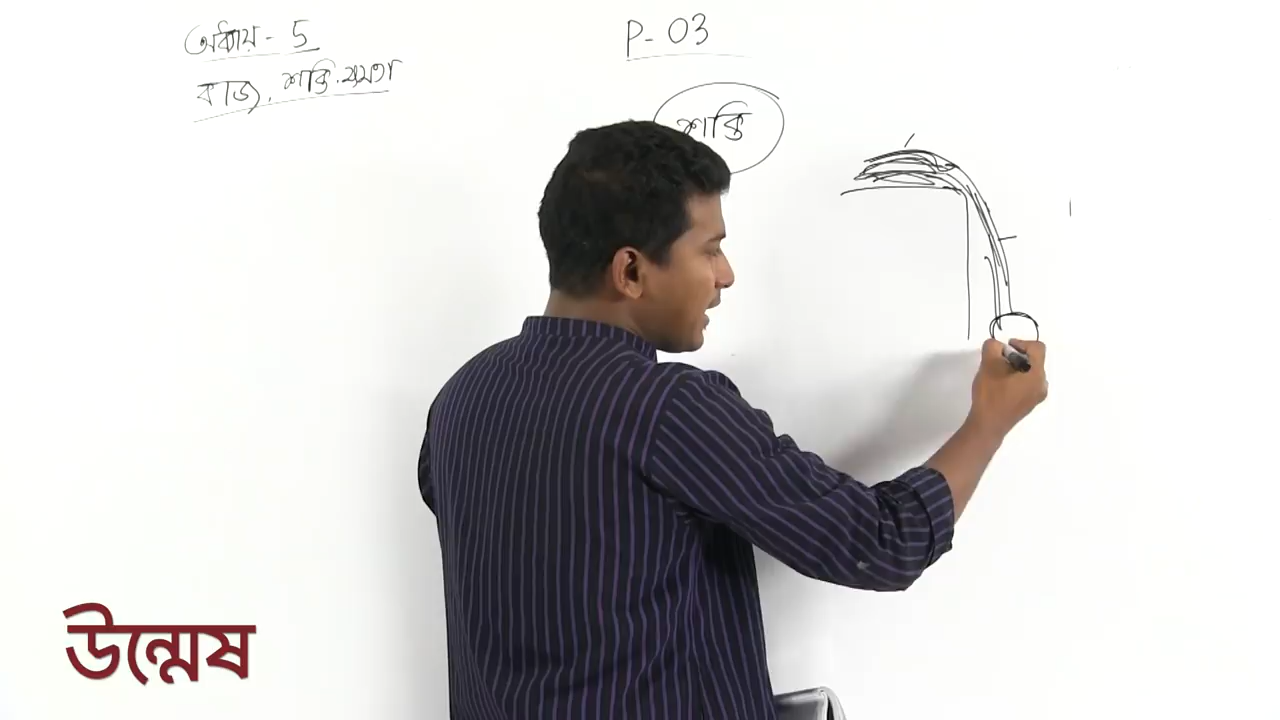 অধ্যায় - 5
কাজ, শক্তি, ক্ষমতা
P- 03
শক্তি
উন্মেষ